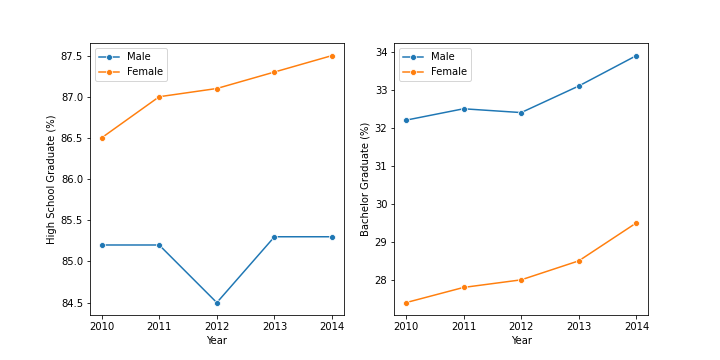 Male
Female
High School Graduate (%)
87.5
87.0
86.5
86.0
85.5
85.0
84.5
2010 2011 2012 2013 2014
Year
Male
Female
Bachelor Graduate (%)
34
33
32
31
30
29
28
2010 2011 2012 2013 2014
Year